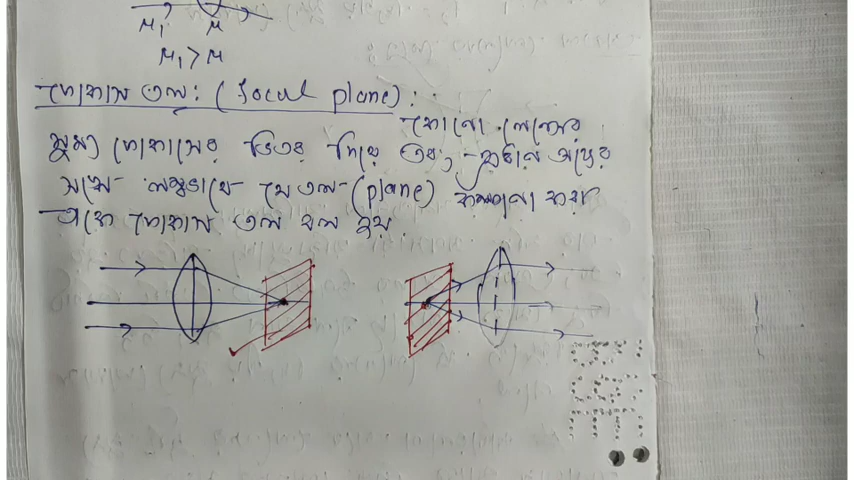 μ₁ μ
μ₁ > μ
ফোকাস তল: (focal plane):
কোনো লেন্সের
মুখ্য ফোকাসের ভিতর দিয়ে এবং প্রধান অক্ষের
সঙ্গে লম্বভাবে যে তল (plane) কল্পনা করা
একে ফোকাস তল বলা হয়